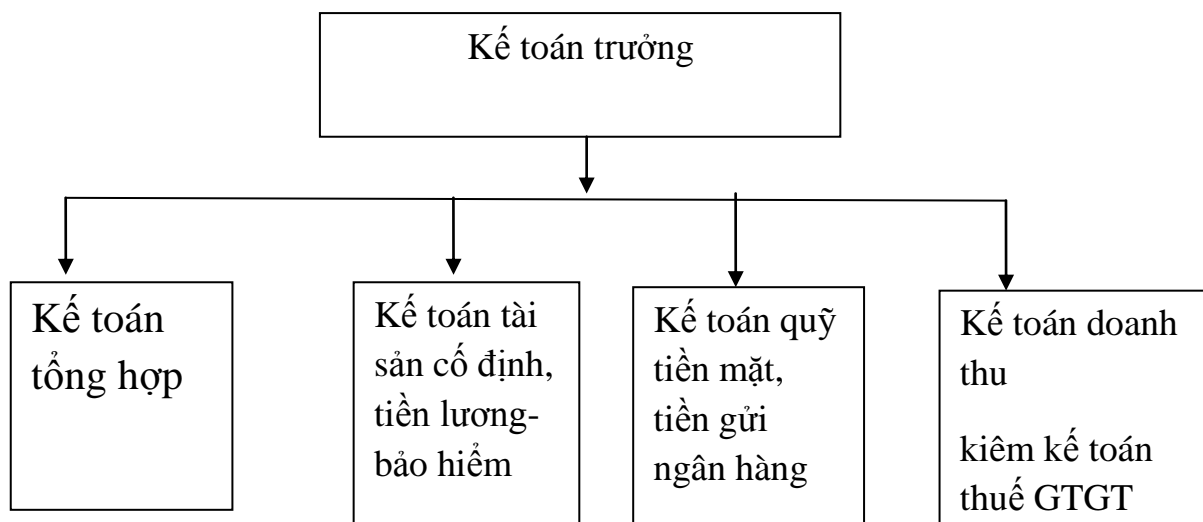 Kế toán trưởng
Kế toán
tổng hợp
Kế toán tài
sản cố định,
tiền lương-
bảo hiểm
Kế toán quỹ
tiền mặt,
tiền gửi
ngân hàng
Kế toán doanh
thu
kiêm kế toán
thuế GTGT